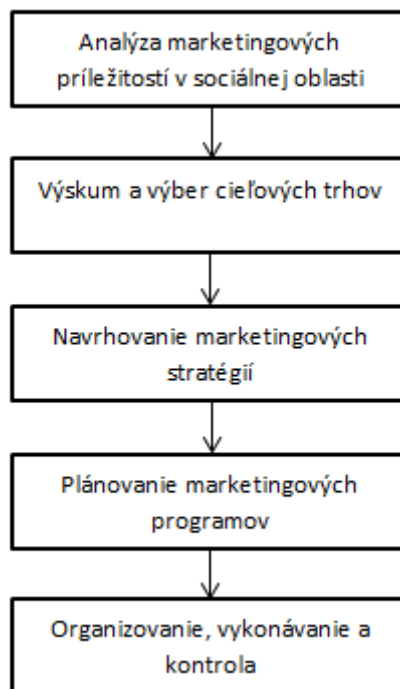 Analýza marketingových
príležitostí v sociálnej oblasti
Výskum a výber cieľových trhov
Navrhovanie marketingových
stratégií
Plánovanie marketingových
programov
Organizovanie, vykonávanie a
kontrola